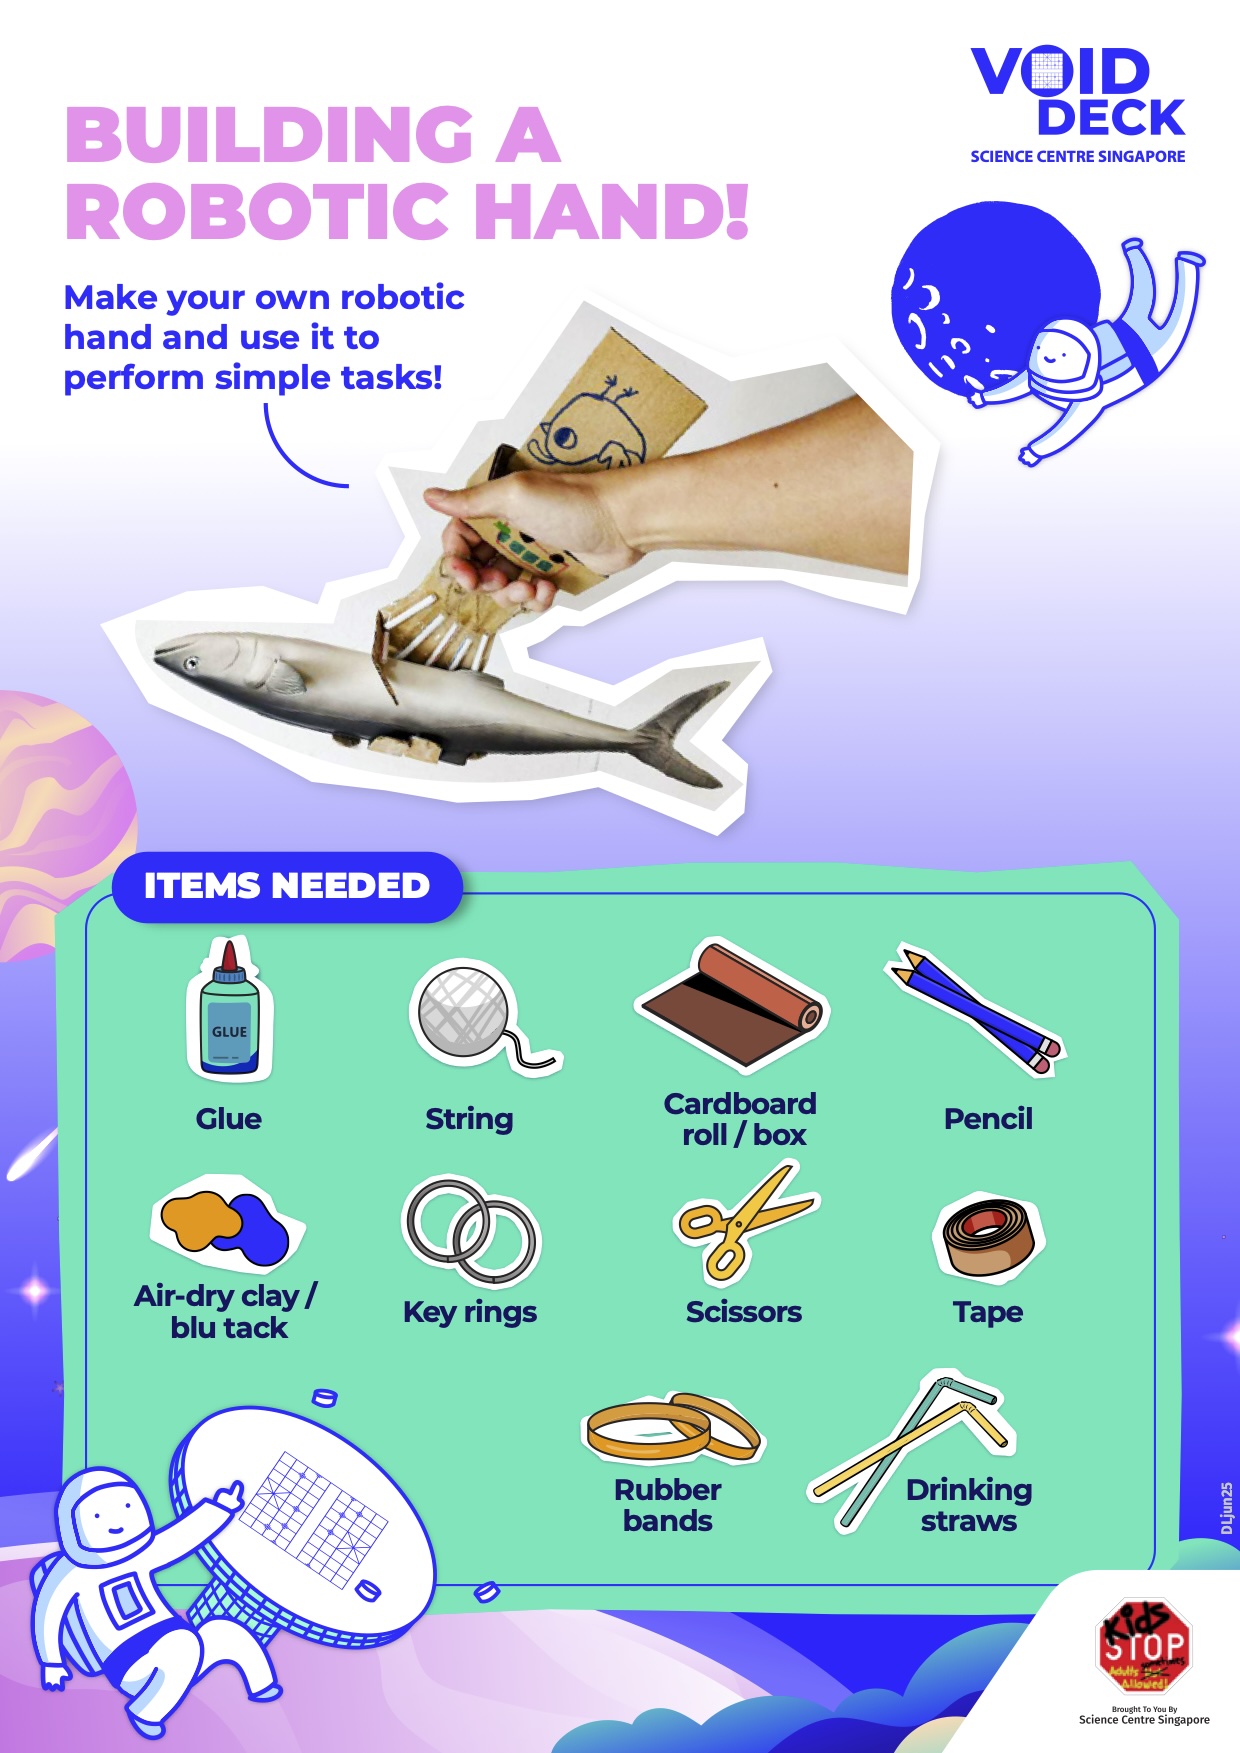 VOID
DECK
SCIENCE CENTRE SINGAPORE
BUILDING A
ROBOTIC HAND!
Make your own robotic
hand and use it to
perform simple tasks!
ITEMS NEEDED
GLUE
Glue
String
Cardboard
roll / box
Pencil
Air-dry clay /
blu tack
Key rings
Scissors
Tape
Rubber
bands
Drinking
straws
DLjun25
Kids
STOP
sometimes
Adults Not
Allowed!
Brought To You By
Science Centre Singapore